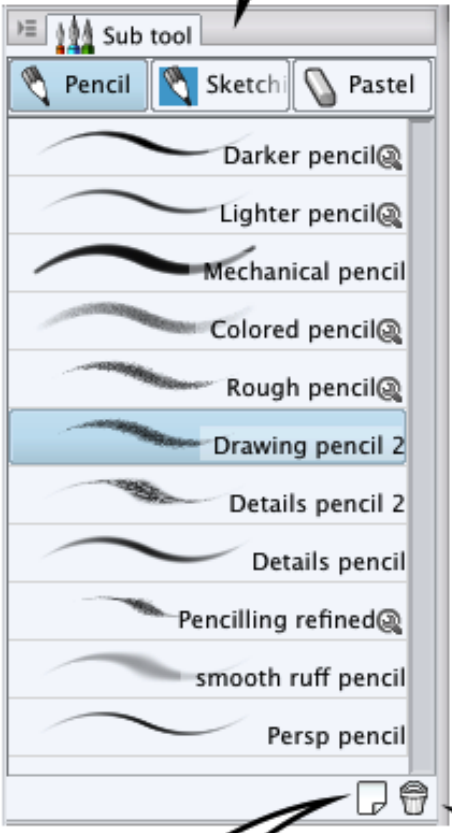 Sub tool
Pencil
Sketchi
Pastel
Darker pencil
Lighter pencil
Mechanical pencil
Colored pencil
Rough pencil
Drawing pencil 2
Details pencil 2
Details pencil
Pencilling refined
smooth ruff pencil
Persp pencil